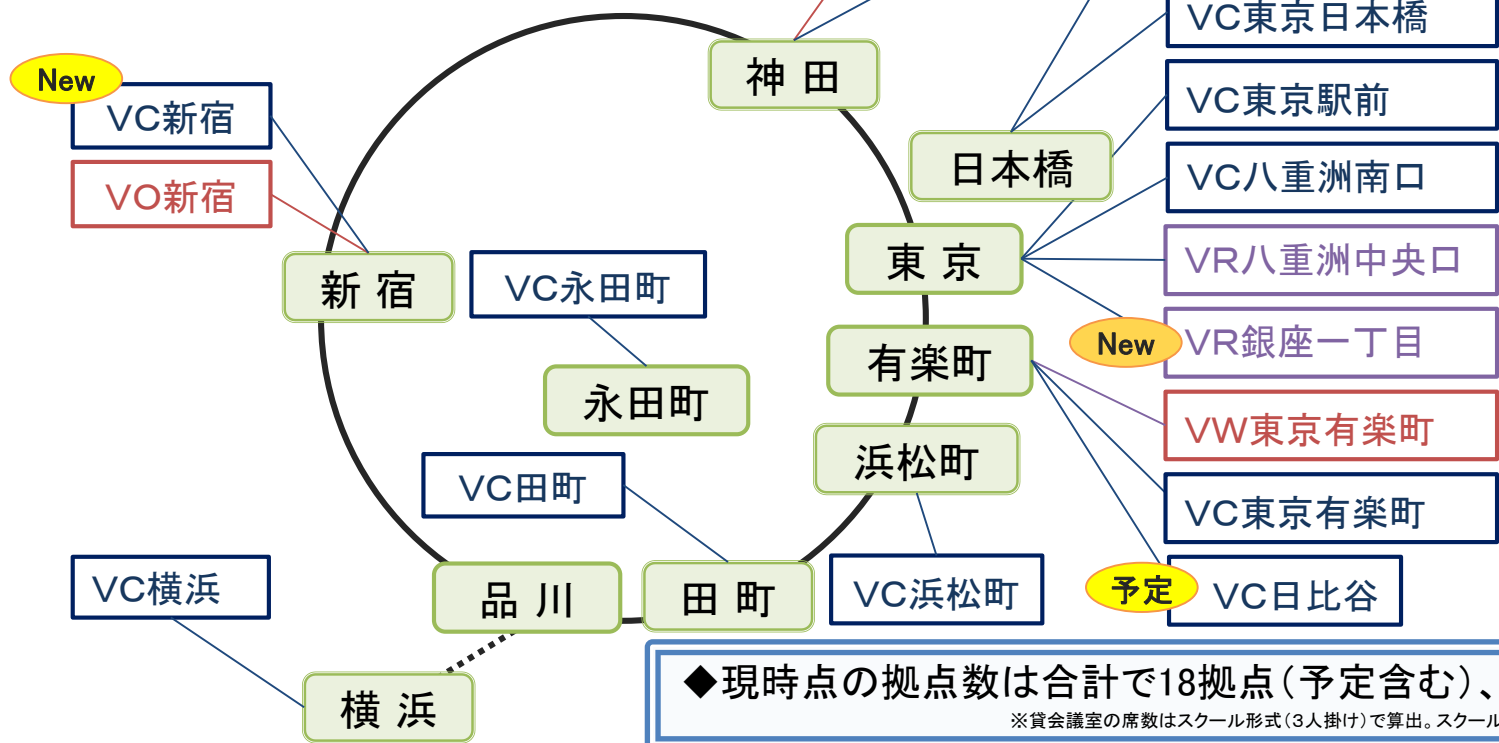 VC東京日本橋
神田
New
VC新宿
VC東京駅前
日本橋
VO新宿
VC八重洲南口
東京
VR八重洲中央口
新宿
VC永田町
New
VR銀座一丁目
有楽町
永田町
VW東京有楽町
浜松町
VC田町
VC東京有楽町
VC横浜
品川
田町
VC浜松町
予定
VC日比谷
◆現時点の拠点数は合計で18拠点(予定含む)、
※貸会議室の席数はスクール形式(3人掛け)で算出。スクール
横浜